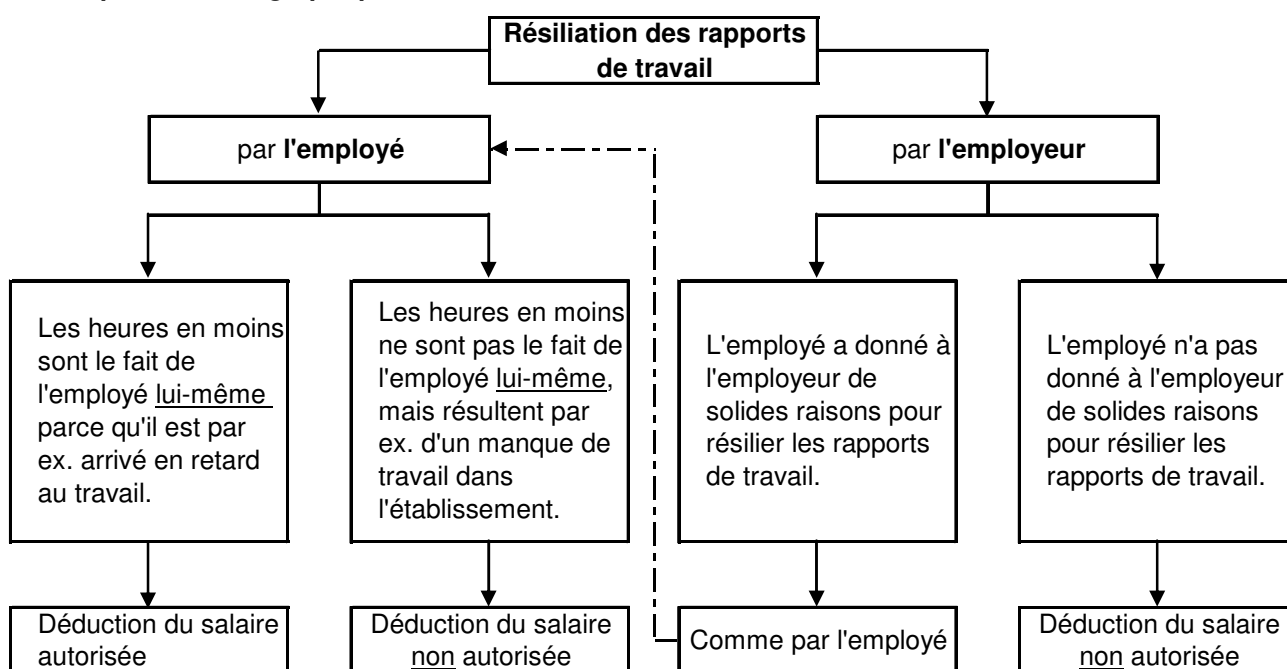 Résiliation des rapports
de travail
par l'employé
par l'employeur
Les heures en moins
sont le fait de
l'employé lui-même
parce qu'il est par
ex. arrivé en retard
au travail.
Les heures en moins
ne sont pas le fait de
l'employé lui-même,
mais résultent par
ex. d'un manque de
travail dans
l'établissement.
L'employé a donné à
l'employeur de
solides raisons pour
résilier les rapports
de travail.
L'employé n'a pas
donné à l'employeur
de solides raisons
pour résilier les
rapports de travail.
Déduction du salaire
autorisée
Déduction du salaire
non autorisée
Comme par l'employé
Déduction du salaire
non autorisée